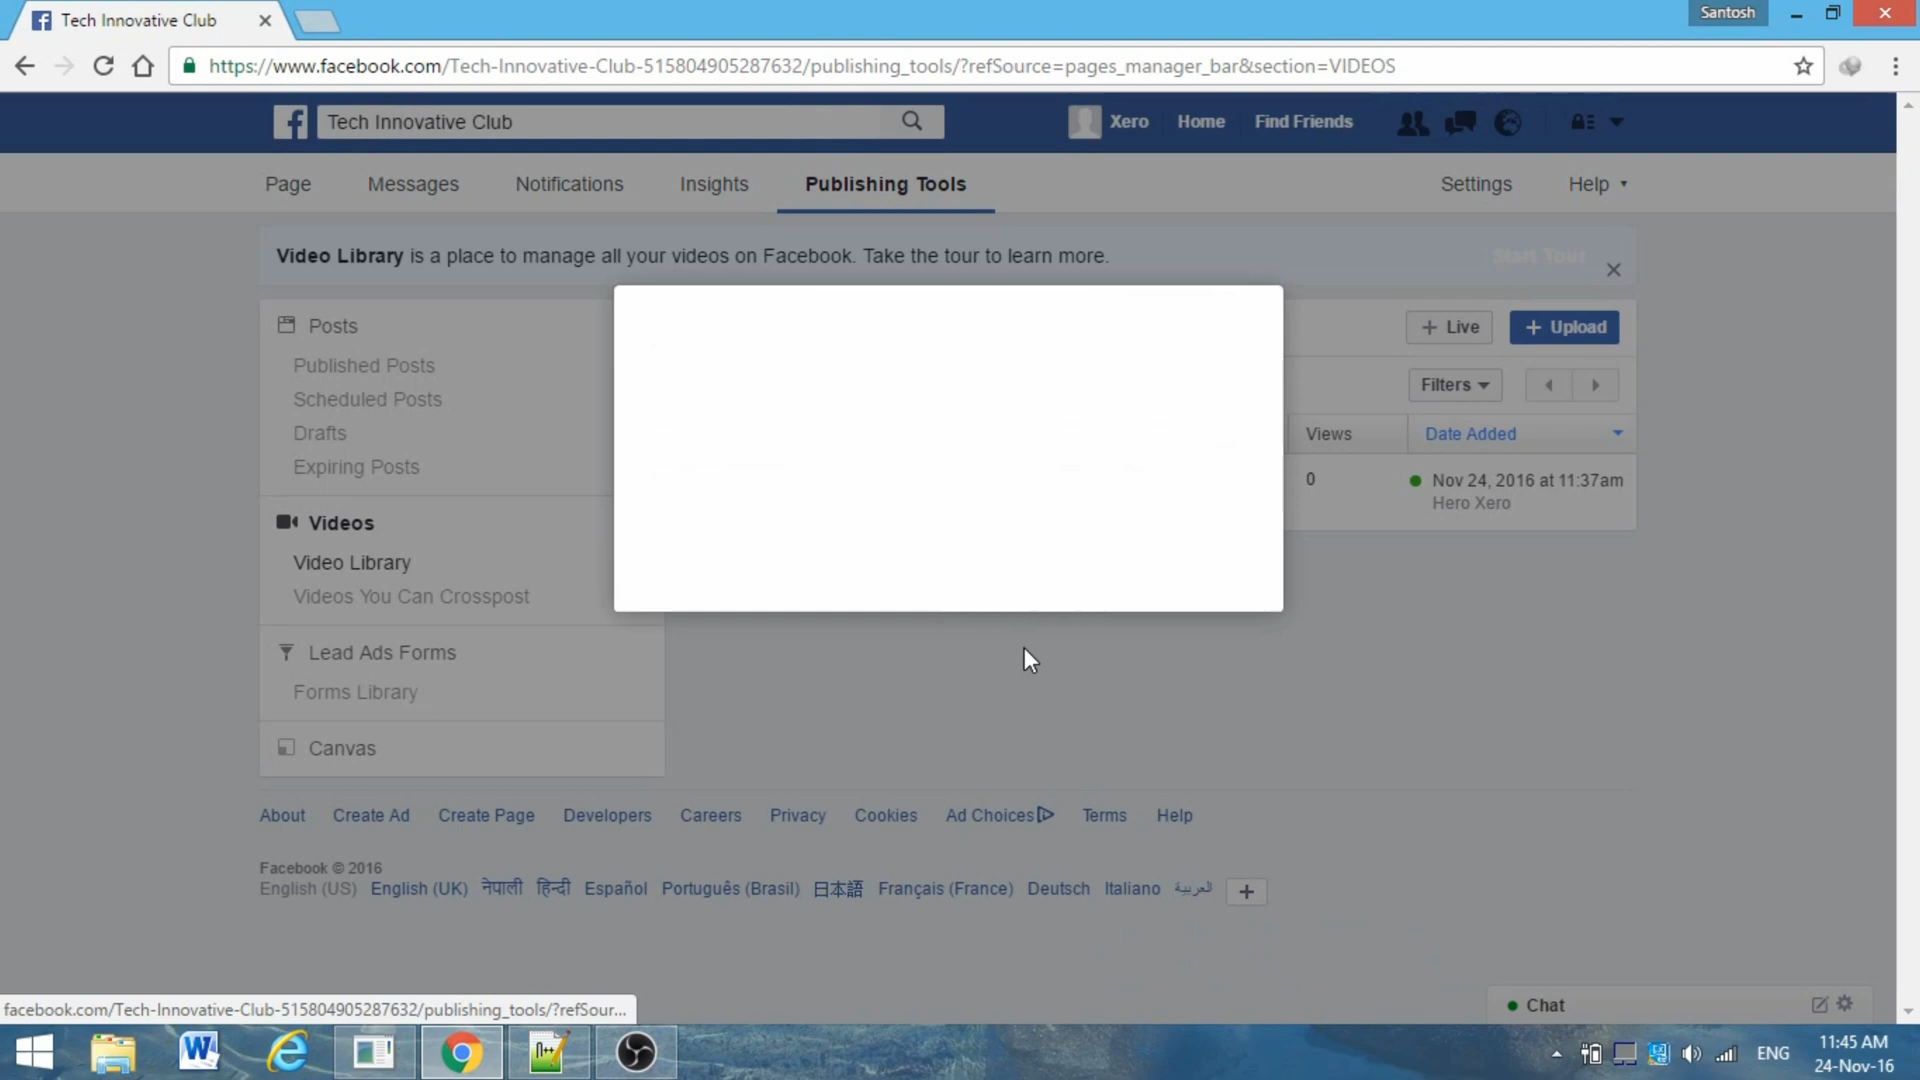 Tech Innovative Club
Santosh
https://www.facebook.com/Tech-Innovative-Club-515804905287632/publishing_tools/?refSource=pages_manager_bar&section=VIDEOS
Tech Innovative Club
Xero Home Find Friends
Page Messages Notifications Insights Publishing Tools Settings Help
Video Library is a place to manage all your videos on Facebook. Take the tour to learn more. Start Tour
Posts
Published Posts
Scheduled Posts
Drafts
Expiring Posts
Videos
Video Library
Videos You Can Crosspost
Lead Ads Forms
Forms Library
Canvas
+ Live + Upload
Filters
Views Date Added
0 Nov 24, 2016 at 11:37am
Hero Xero
About Create Ad Create Page Developers Careers Privacy Cookies Ad Choices Terms Help
Facebook © 2016
English (US) English (UK) नेपाली हिन्दी Español Português (Brasil) 日本語 Français (France) Deutsch Italiano العربية +
Chat
facebook.com/Tech-Innovative-Club-515804905287632/publishing_tools/?refSour...
ENG
11:45 AM
24-Nov-16